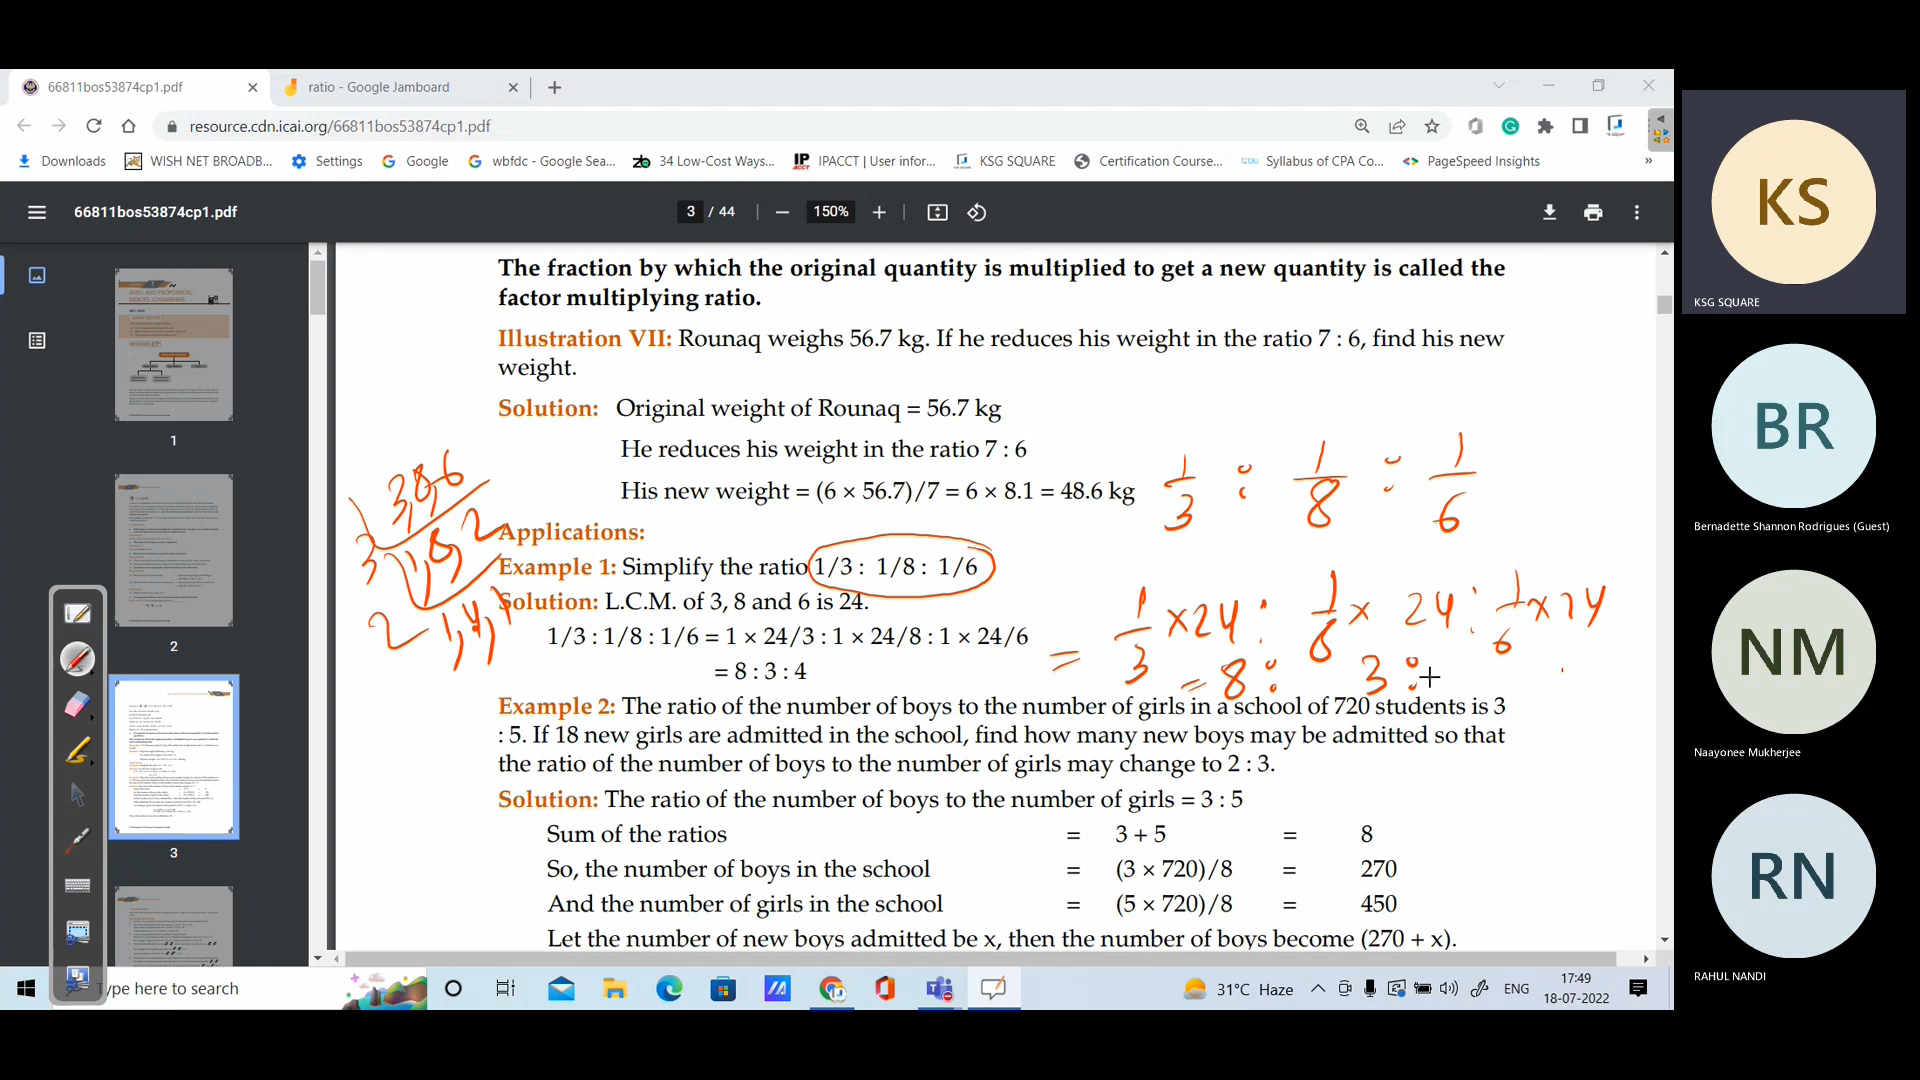 66811bos53874cp1.pdf
ratio - Google Jamboard
resource.cdn.icai.org/66811bos53874cp1.pdf
Downloads WISH NET BROADB... Settings Google wbfdc - Google Sea... 34 Low-Cost Ways... IPACCT | User infor... KSG SQUARE Certification Course... Syllabus of CPA Co... PageSpeed Insights »
66811bos53874cp1.pdf 3 / 44 150%
1
2
3
The fraction by which the original quantity is multiplied to get a new quantity is called the
factor multiplying ratio.
Illustration VII: Rounaq weighs 56.7 kg. If he reduces his weight in the ratio 7 : 6, find his new
weight.
Solution: Original weight of Rounaq = 56.7 kg
He reduces his weight in the ratio 7 : 6
His new weight = (6 × 56.7)/7 = 6 × 8.1 = 48.6 kg
Applications:
Example 1: Simplify the ratio 1/3 : 1/8 : 1/6
Solution: L.C.M. of 3, 8 and 6 is 24.
1/3 : 1/8 : 1/6 = 1 × 24/3 : 1 × 24/8 : 1 × 24/6
= 8 : 3 : 4
Example 2: The ratio of the number of boys to the number of girls in a school of 720 students is 3
: 5. If 18 new girls are admitted in the school, find how many new boys may be admitted so that
the ratio of the number of boys to the number of girls may change to 2 : 3.
Solution: The ratio of the number of boys to the number of girls = 3 : 5
Sum of the ratios = 3 + 5 = 8
So, the number of boys in the school = (3 × 720)/8 = 270
And the number of girls in the school = (5 × 720)/8 = 450
Let the number of new boys admitted be x, then the number of boys become (270 + x).
3 3,8,6
2 1,8,2
1,4,1
1/3 : 1/8 : 1/6
= 1/3 ×24 : 1/8 × 24 : 1/6 × 24
= 8 : 3 :
KS
KSG SQUARE
BR
Bernadette Shannon Rodrigues (Guest)
NM
Naayonee Mukherjee
RN
RAHUL NANDI
Type here to search
31°C Haze
ENG
17:49
18-07-2022